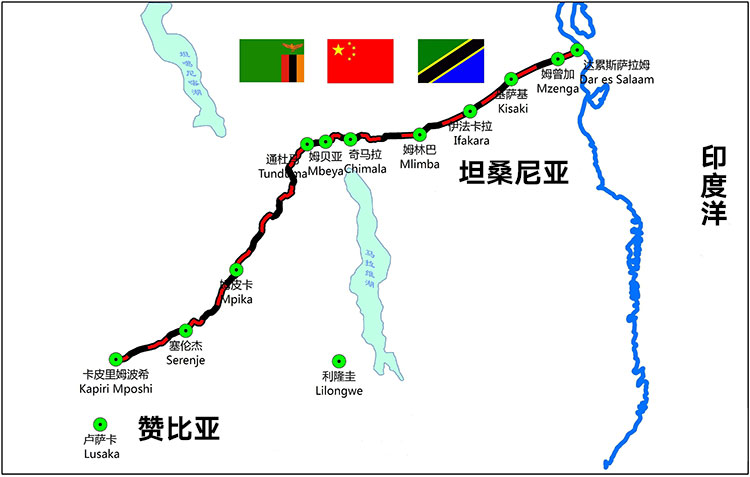 坦噶尼喀湖
达累斯萨拉姆
Dar es Salaam
姆曾加
Mzenga
基萨基
Kisaki
伊法卡拉
Ifakara
姆林巴
Mlimba
奇马拉
Chimala
姆贝亚
Mbeya
通杜马
Tunduma
坦桑尼亚
印度洋
马拉维湖
姆皮卡
Mpika
塞伦杰
Serenje
卡皮里姆波希
Kapiri Mposhi
利隆圭
Lilongwe
卢萨卡
Lusaka
赞比亚